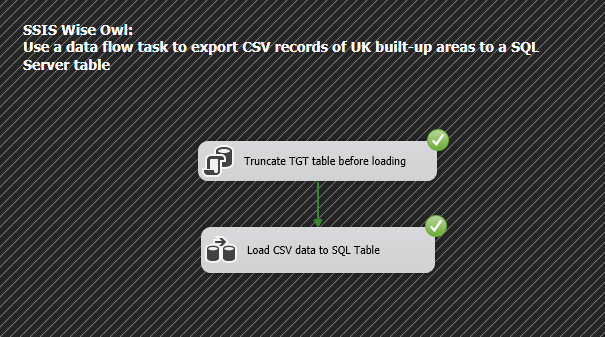 SSIS Wise Owl:
Use a data flow task to export CSV records of UK built-up areas to a SQL
Server table
Truncate TGT table before loading
Load CSV data to SQL Table